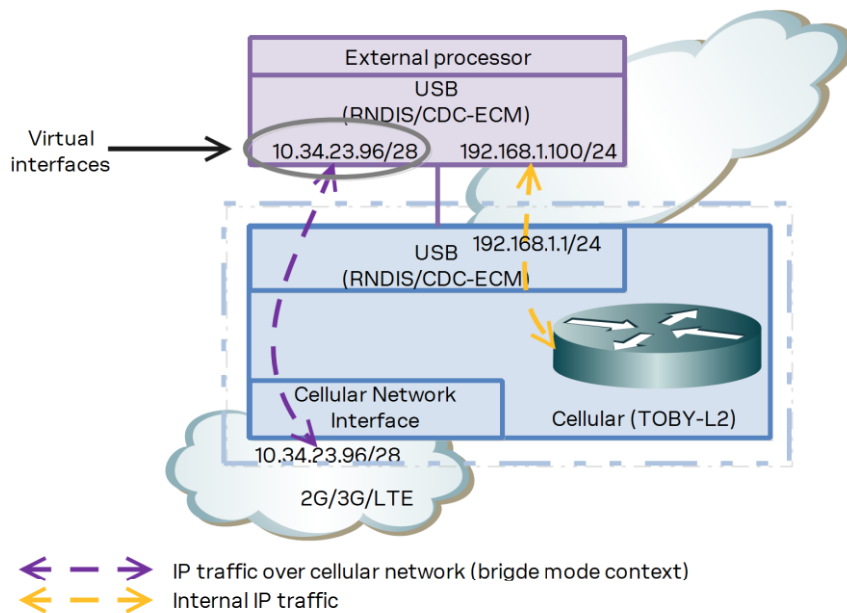 External processor
USB
(RNDIS/CDC-ECM)
Virtual
interfaces
10.34.23.96/28
192.168.1.100/24
192.168.1.1/24
USB
(RNDIS/CDC-ECM)
Cellular Network
Interface
Cellular (TOBY-L2)
10.34.23.96/28
2G/3G/LTE
IP traffic over cellular network (brigde mode context)
Internal IP traffic